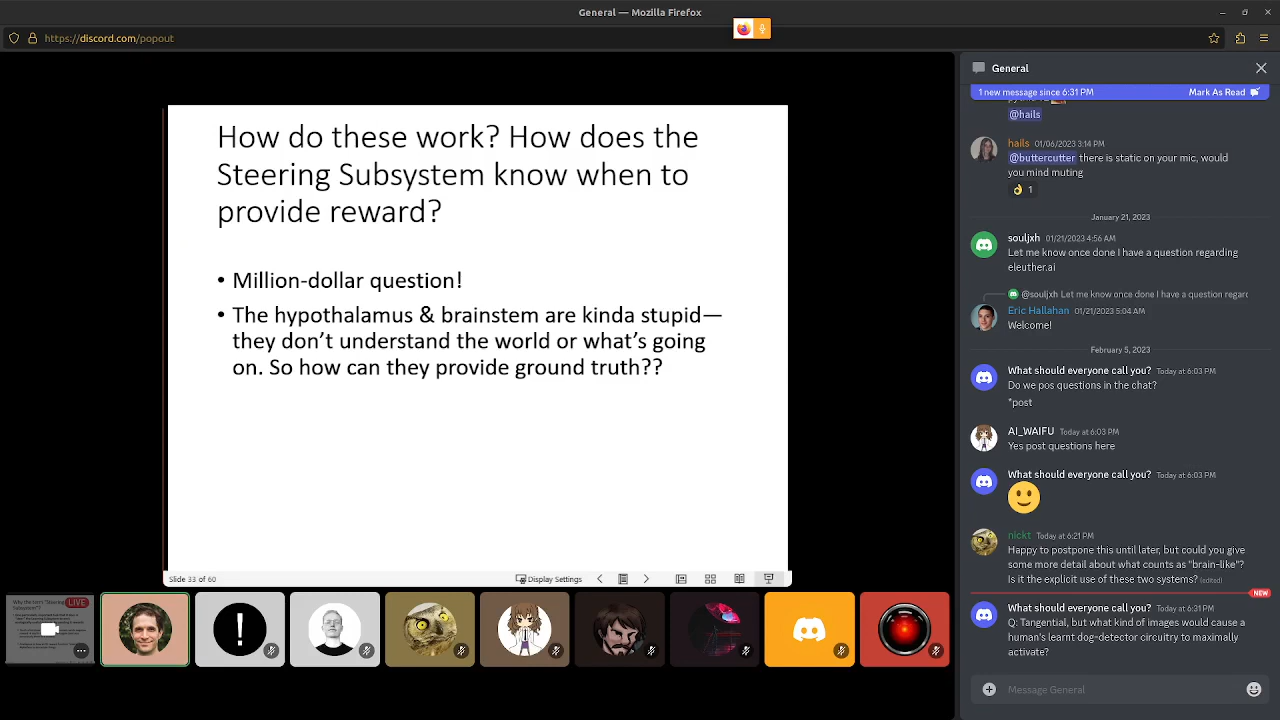 General — Mozilla Firefox
https://discord.com/popout
General
1 new message since 6:31 PM
Mark As Read
@hails
hails 01/06/2023 3:14 PM
@buttercutter there is static on your mic, would
you mind muting
1
January 21, 2023
souljxh 01/21/2023 4:56 AM
Let me know once done I have a question regarding
eleuther.ai
@souljxh Let me know once done I have a question regard
Eric Hallahan 01/21/2023 5:04 AM
Welcome!
February 5, 2023
What should everyone call you? Today at 6:03 PM
Do we pos questions in the chat?
*post
AI_WAIFU Today at 6:03 PM
Yes post questions here
What should everyone call you? Today at 6:03 PM
nickt Today at 6:21 PM
Happy to postpone this until later, but could you give
some more detail about what counts as "brain-like"?
Is it the explicit use of these subsystems? (edited)
NEW
What should everyone call you? Today at 6:31 PM
Q: Tangential, but what kind of images would cause a
human's learnt dog-detector circuitry to maximally
activate?
Message General
How do these work? How does the
Steering Subsystem know when to
provide reward?
• Million-dollar question!
• The hypothalamus & brainstem are kinda stupid—
they don't understand the world or what's going
on. So how can they provide ground truth??
Slide 33 of 60
Display Settings
LIVE